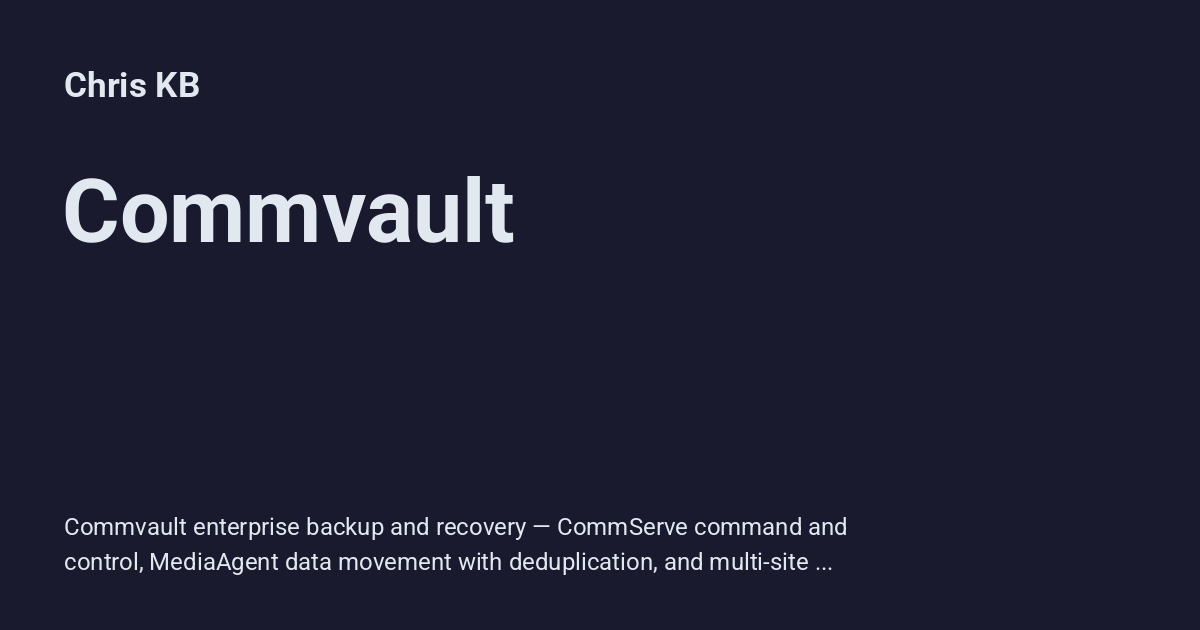 Chris KB
Commvault
Commvault enterprise backup and recovery — CommServe command and
control, MediaAgent data movement with deduplication, and multi-site ...